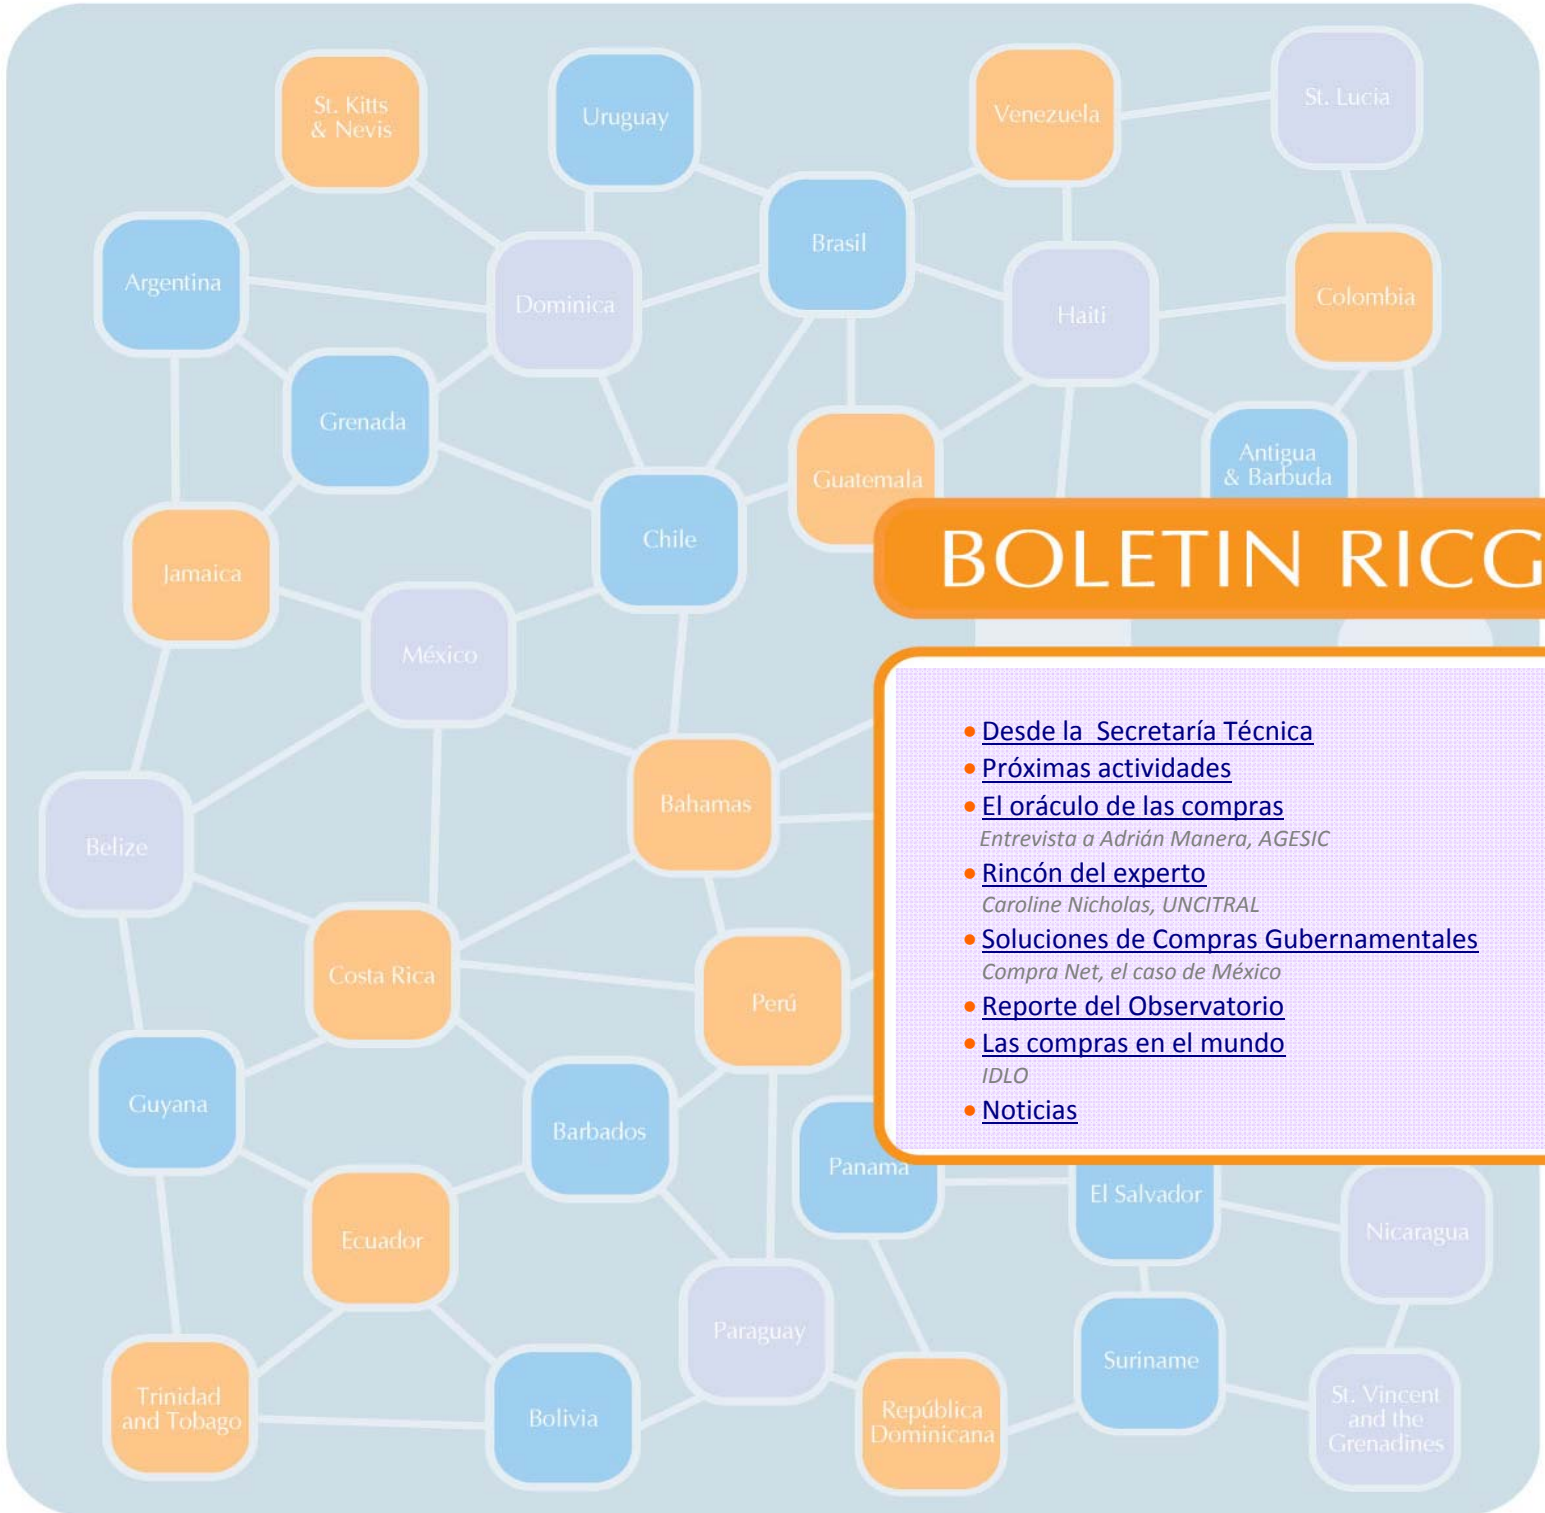 St. Kitts
& Nevis
Uruguay
Venezuela
St. Lucia
Argentina
Dominica
Brasil
Haiti
Colombia
Grenada
Guatemala
Antigua
& Barbuda
Jamaica
Chile
BOLETIN RICG
México
Belize
Bahamas
• Desde la Secretaría Técnica
• Próximas actividades
• El oráculo de las compras
Entrevista a Adrián Manera, AGESIC
• Rincón del experto
Caroline Nicholas, UNCITRAL
• Soluciones de Compras Gubernamentales
Compra Net, el caso de México
• Reporte del Observatorio
• Las compras en el mundo
IDLO
• Noticias
Costa Rica
Perú
Guyana
Barbados
Panama
El Salvador
Nicaragua
Ecuador
Paraguay
Suriname
Trinidad
and Tobago
Bolivia
República
Dominicana
St. Vincent
and the
Grenadines